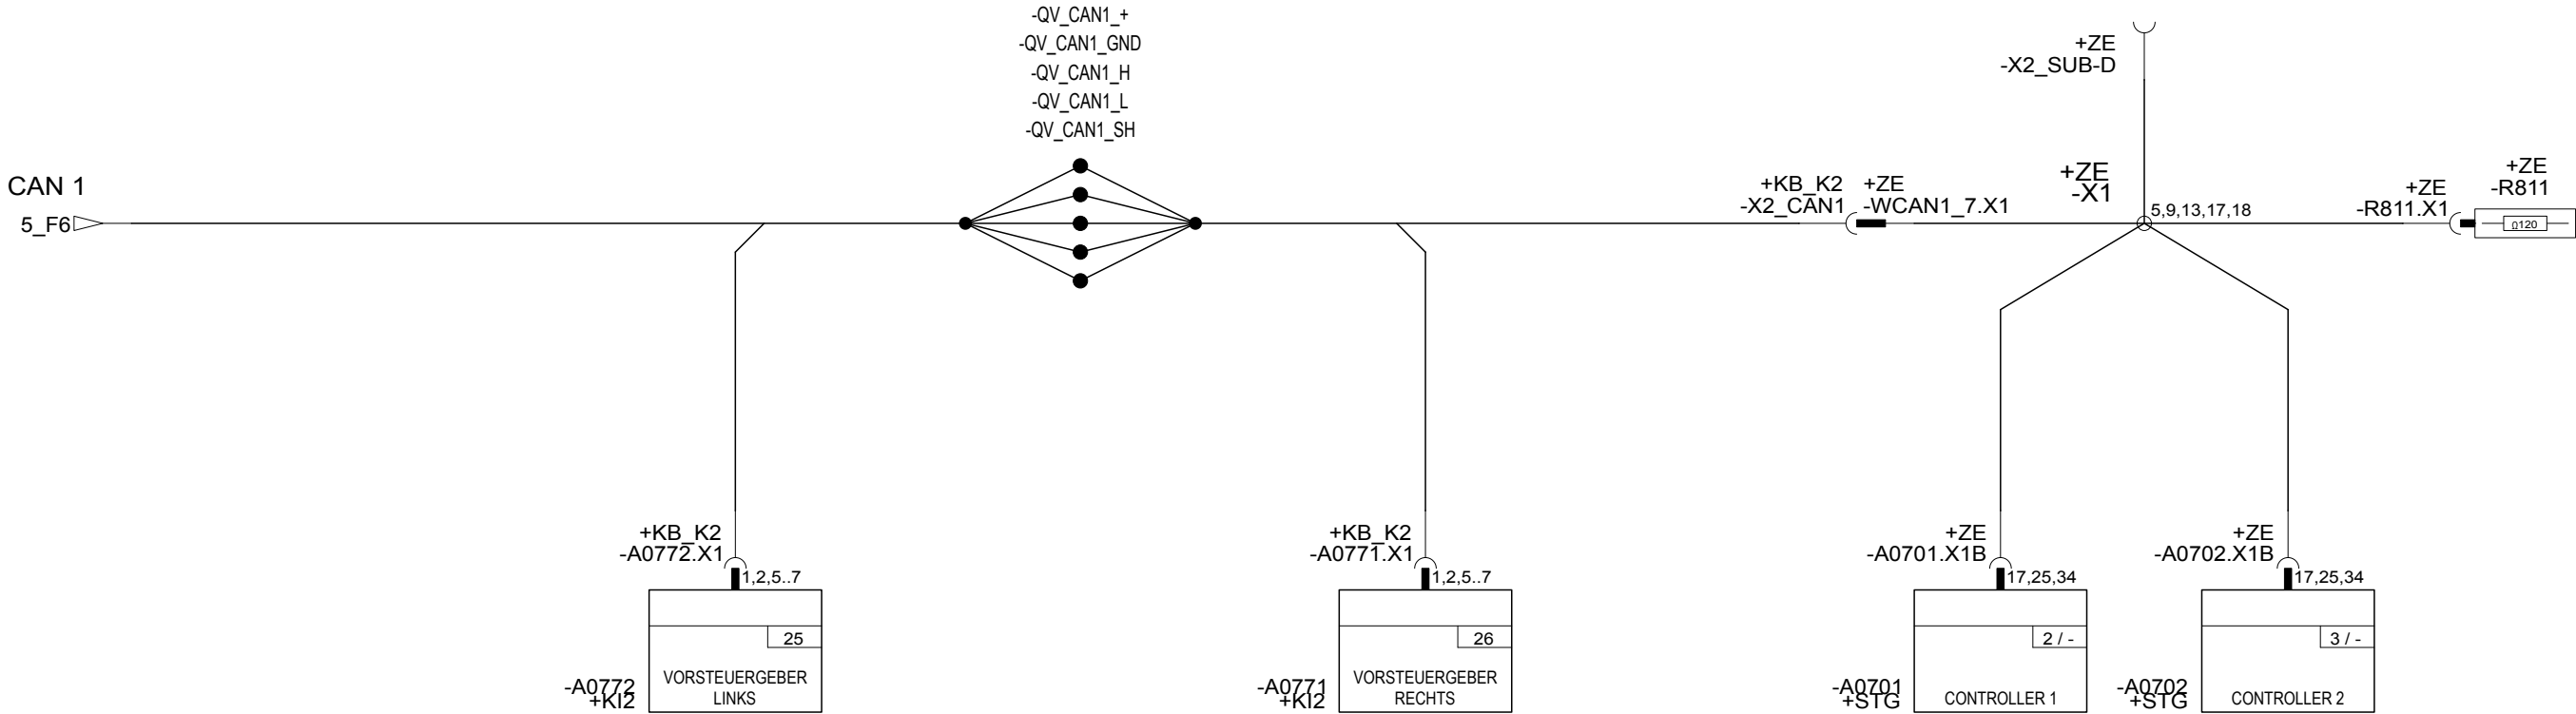 -QV_CAN1_+
-QV_CAN1_GND
-QV_CAN1_H
-QV_CAN1_L
-QV_CAN1_SH
+ZE
-X2_SUB-D
CAN 1
5_F6
+KB_K2
-X2_CAN1
+ZE
-WCAN1_7.X1
+ZE
-X1
5,9,13,17,18
+ZE
-R811.X1
+ZE
-R811
Ω120
+KB_K2
-A0772.X1
1,2,5..7
25
VORSTEUERGEBER
LINKS
-A0772
+KI2
+KB_K2
-A0771.X1
1,2,5..7
26
VORSTEUERGEBER
RECHTS
-A0771
+KI2
+ZE
-A0701.X1B
17,25,34
2 / -
CONTROLLER 1
-A0701
+STG
+ZE
-A0702.X1B
17,25,34
3 / -
CONTROLLER 2
-A0702
+STG